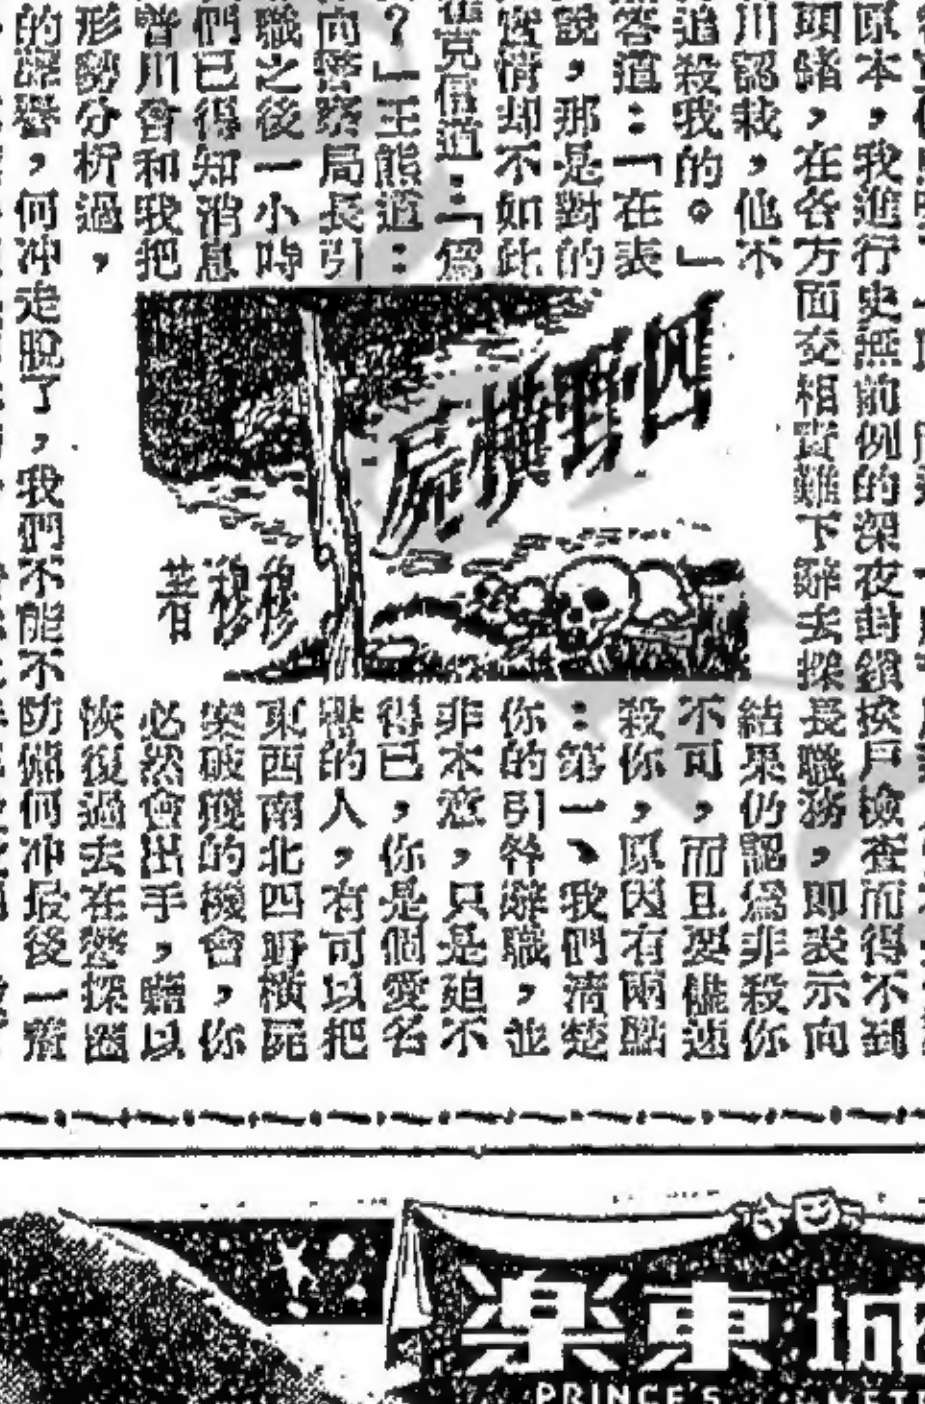 原本，我進行史無前例的深夜封鎖挨戶檢查而得不到
頭緒，在各方面交相責難下辭去探長職務，即表示向
川認栽，他不
追殺我的。」
答道：「在表
說，那是對的
實情却不如此
克偉道：「為
？」王熊道：
向警察局長引
職之後一小時
們已得知消息
會和我把
形勢分析過，
四野橫屍
穆穆著
結果仍認為非殺你
不可，而且要儘速
殺你，原因有兩點
：第一、我們清楚
你的引咎辭職，並
非本意，只是迫不
得已，你是個愛名
譽的人，有可以把
東西南北四野橫屍
案破獲的機會，你
必然會出手，藉以
恢復過去在警探圈
的譽，何冲走脫了，我們不能不防備何冲最後一着
城東樂
PRINCE'S